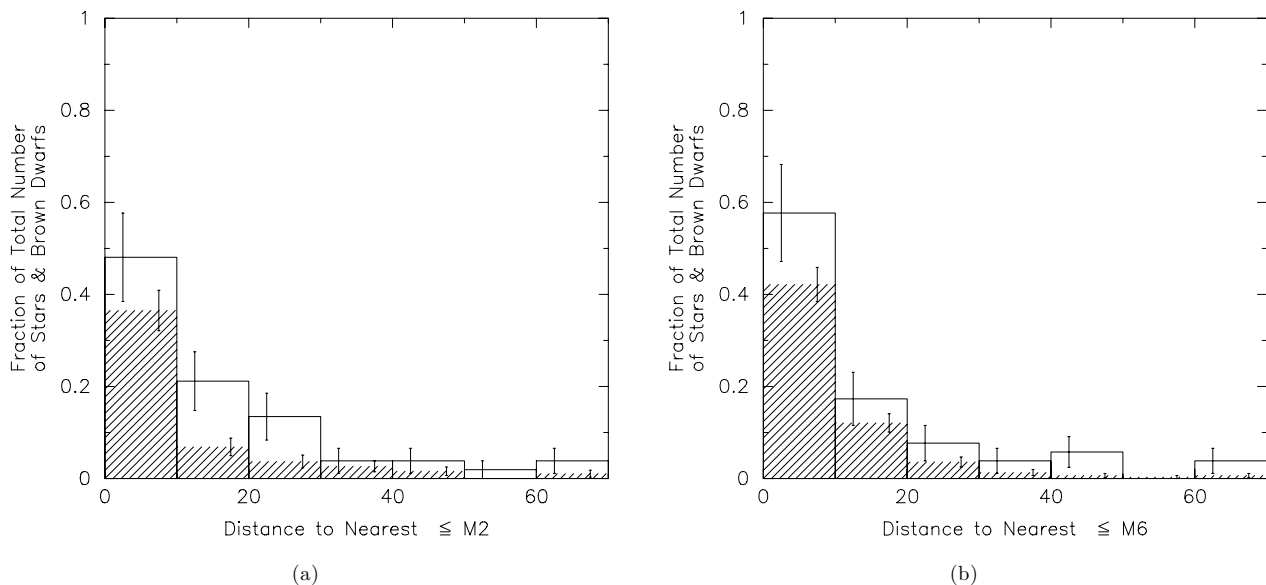 1
0.8
0.6
0.4
0.2
0
Fraction of Total Number
of Stars & Brown Dwarfs
0 20 40 60
Distance to Nearest ≦ M2
(a)
1
0.8
0.6
0.4
0.2
0
Fraction of Total Number
of Stars & Brown Dwarfs
0 20 40 60
Distance to Nearest ≦ M6
(b)